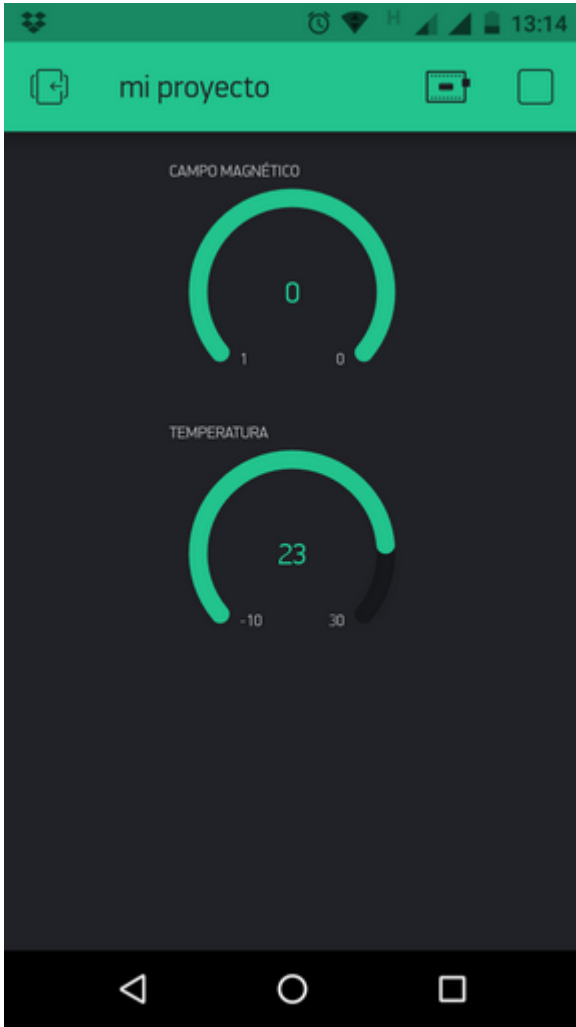 H 13:14
mi proyecto
CAMPO MAGNÉTICO
0
1 0
TEMPERATURA
23
-10 30